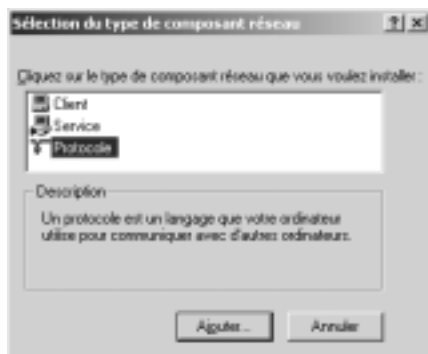 Sélection du type de composant réseau
Cliquez sur le type de composant réseau que vous voulez installer :
Client
Service
Protocole
Description
Un protocole est un langage que votre ordinateur
utilise pour communiquer avec d'autres ordinateurs.
Ajouter...
Annuler